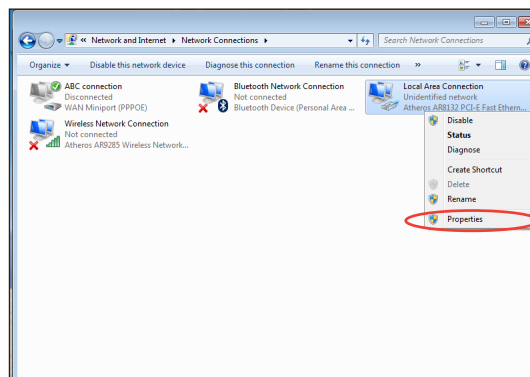 « Network and Internet ▸ Network Connections ▸
Search Network Connections
Organize ▾ Disable this network device Diagnose this connection Rename this connection »
ABC connection
Disconnected
WAN Miniport (PPPOE)
Bluetooth Network Connection
Not connected
Bluetooth Device (Personal Area ...
Local Area Connection
Unidentified network
Atheros AR8132 PCI-E Fast Ethern...
Wireless Network Connection
Not connected
Atheros AR9285 Wireless Network...
Disable
Status
Diagnose
Create Shortcut
Delete
Rename
Properties